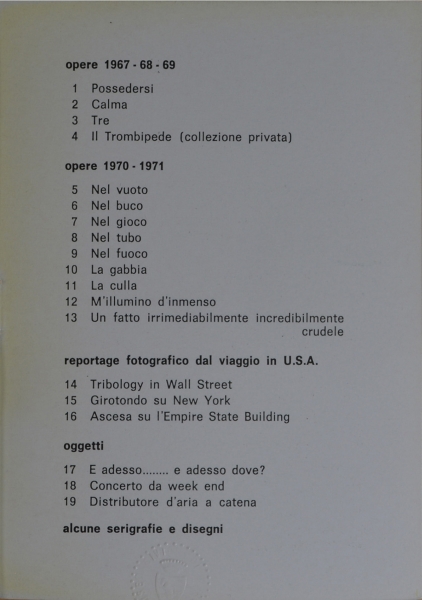 opere 1967 - 68 - 69
1 Possedersi
2 Calma
3 Tre
4 Il Trombipede (collezione privata)
opere 1970 - 1971
5 Nel vuoto
6 Nel buco
7 Nel gioco
8 Nel tubo
9 Nel fuoco
10 La gabbia
11 La culla
12 M'illumino d'inmenso
13 Un fatto irrimediabilmente incredibilmente
crudele
reportage fotografico dal viaggio in U.S.A.
14 Tribology in Wall Street
15 Girotondo su New York
16 Ascesa su l'Empire State Building
oggetti
17 E adesso........ e adesso dove?
18 Concerto da week end
19 Distributore d'aria a catena
alcune serigrafie e disegni